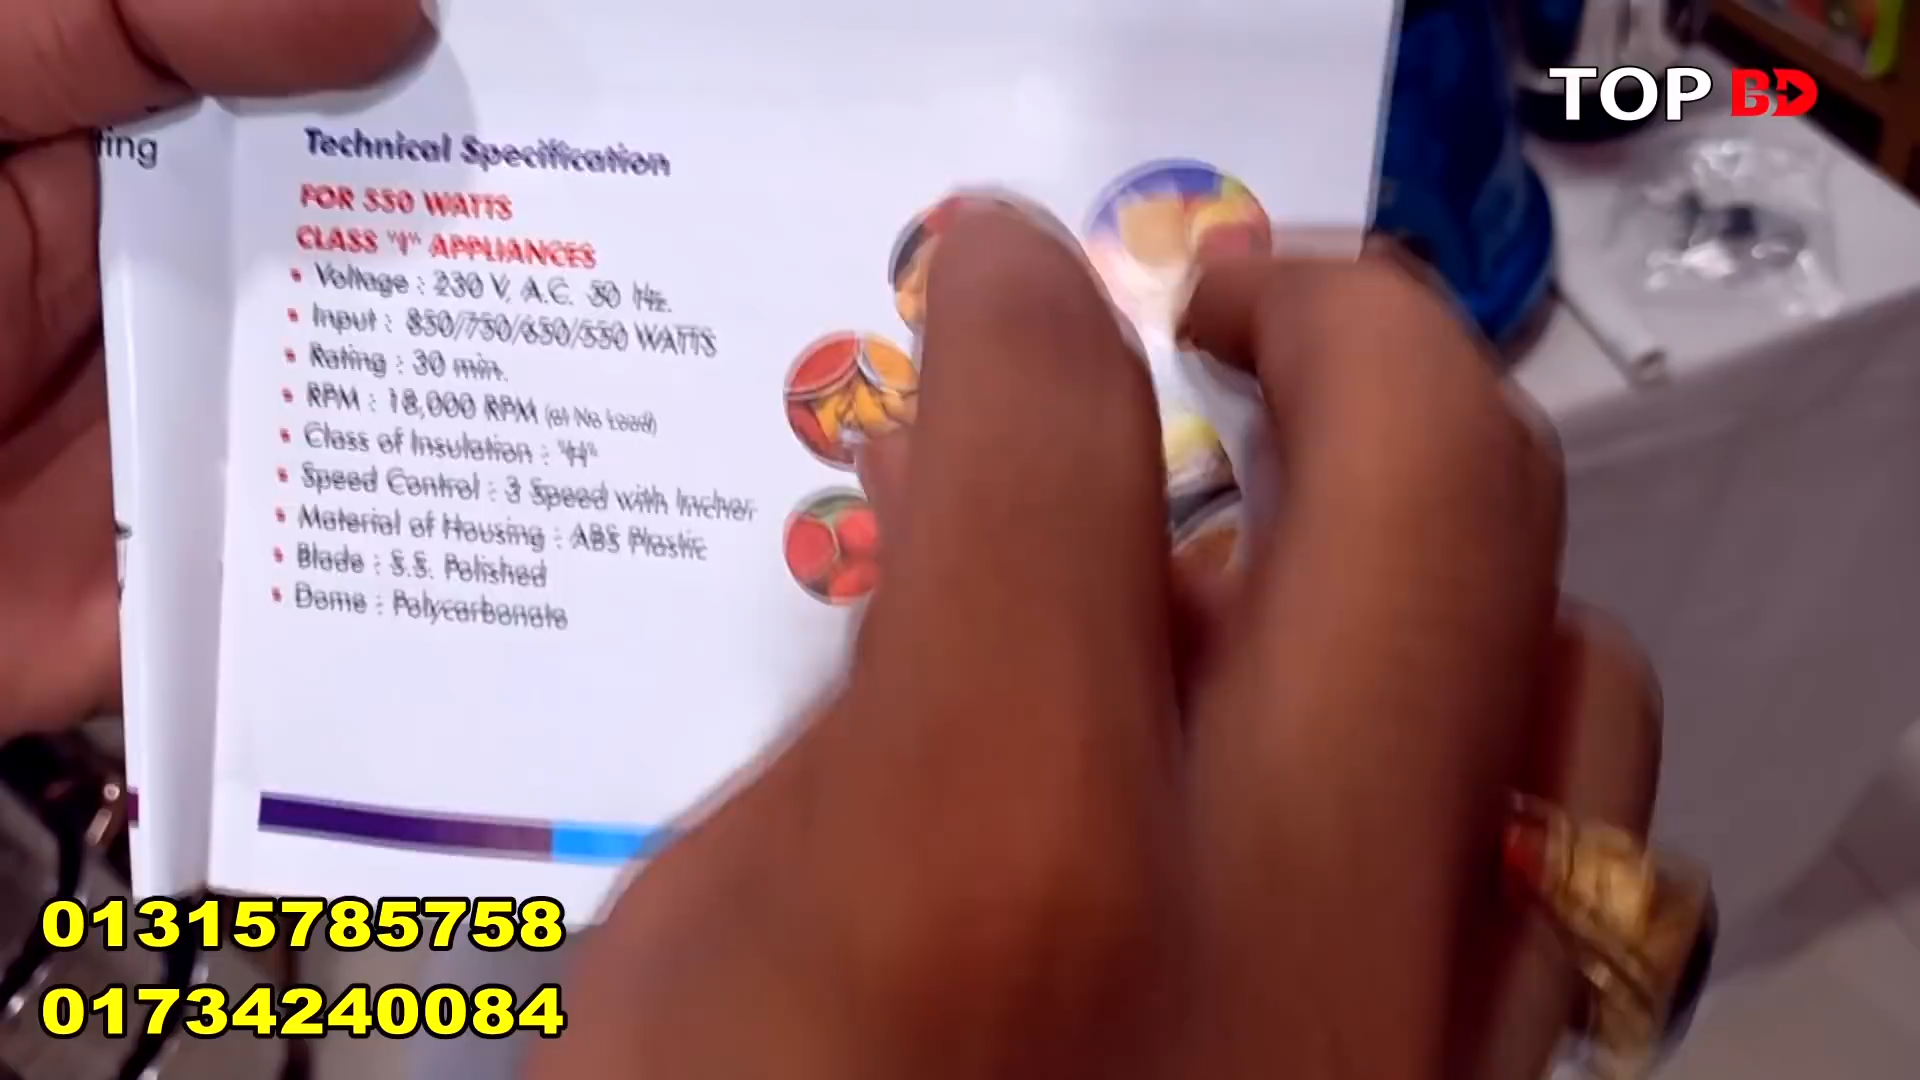 TOP BD
ting
Technical Specification
FOR 550 WATTS
CLASS "I" APPLIANCES
• Voltage : 230 V, A.C. 50 Hz.
• Input : 850/750/650/550 WATTS
• Rating : 30 min.
• RPM : 18,000 RPM (at No Load)
• Class of Insulation : "H"
• Speed Control : 3 Speed with Incher
• Material of Housing : ABS Plastic
• Blade : S.S. Polished
• Dome : Polycarbonate
01315785758
01734240084